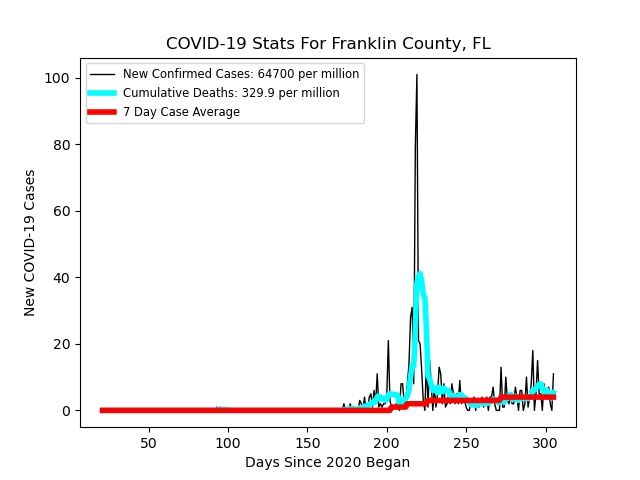 COVID-19 Stats For Franklin County, FL
New Confirmed Cases: 64700 per million
Cumulative Deaths: 329.9 per million
7 Day Case Average
100
80
60
40
20
0
New COVID-19 Cases
50 100 150 200 250 300
Days Since 2020 Began